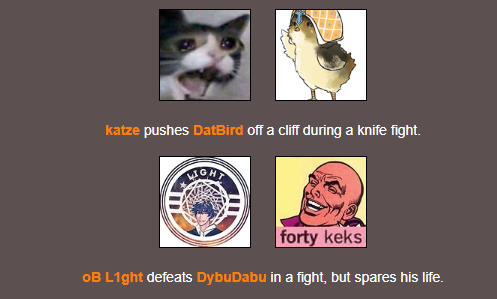 katze pushes DatBird off a cliff during a knife fight.
LIGHT
forty keks
oB L1ght defeats DybuDabu in a fight, but spares his life.